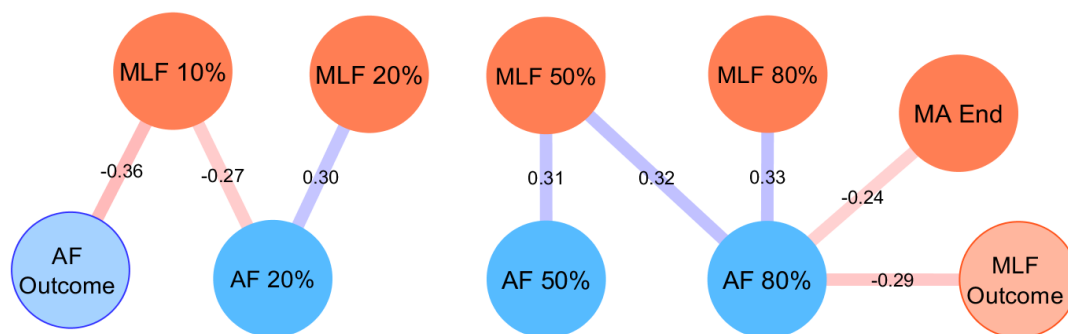 MLF 10%
MLF 20%
MLF 50%
MLF 80%
MA End
-0.36
-0.27
0.30
0.31
0.32
0.33
-0.24
AF
Outcome
AF 20%
AF 50%
AF 80%
-0.29
MLF
Outcome